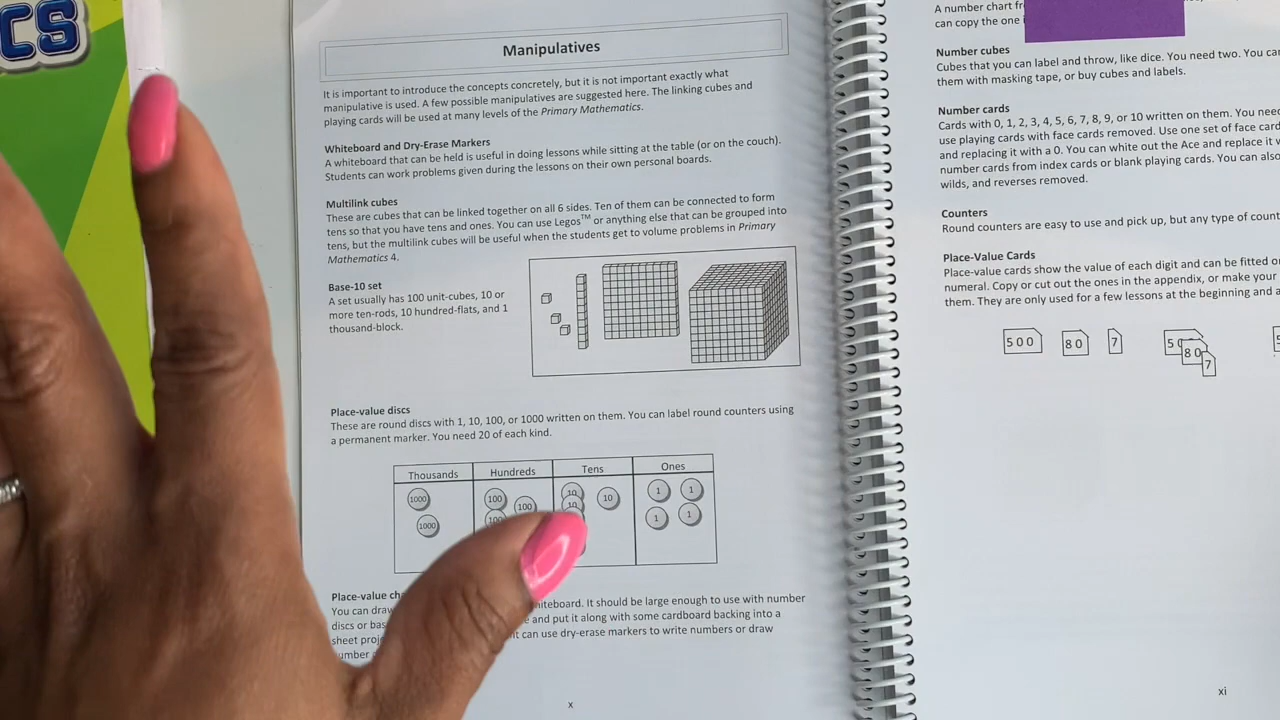 CS
Manipulatives
It is important to introduce the concepts concretely, but it is not important exactly what
manipulative is used. A few possible manipulatives are suggested here. The linking cubes and
playing cards will be used at many levels of the Primary Mathematics.
Whiteboard and Dry-Erase Markers
A whiteboard that can be held is useful in doing lessons while sitting at the table (or on the couch).
Students can work problems given during the lessons on their own personal boards.
Multilink cubes
These are cubes that can be linked together on all 6 sides. Ten of them can be connected to form
tens so that you have tens and ones. You can use Legos™ or anything else that can be grouped into
tens, but the multilink cubes will be useful when the students get to volume problems in Primary
Mathematics 4.
Base-10 set
A set usually has 100 unit-cubes, 10 or
more ten-rods, 10 hundred-flats, and 1
thousand-block.
Place-value discs
These are round discs with 1, 10, 100, or 1000 written on them. You can label round counters using
a permanent marker. You need 20 of each kind.
Thousands Hundreds Tens Ones
1000 100 100 10 10 10 1 1
1000 100 1 1
Place-value
You can
iteboard. It should be large enough to use with number
discs or and put it along with some cardboard backing into a
sheet can use dry-erase markers to write numbers or draw
x
A number chart
can copy the one
Number cubes
Cubes that you can label and throw, like dice. You need two. You
them with masking tape, or buy cubes and labels.
Number cards
Cards with 0, 1, 2, 3, 4, 5, 6, 7, 8, 9, or 10 written on them. You
use playing cards with face cards removed. Use one set of face
and replacing it with a 0. You can white out the Ace and replace it
number cards from index cards or blank playing cards. You can also
wilds, and reverses removed.
Counters
Round counters are easy to use and pick up, but any type of
Place-Value Cards
Place-value cards show the value of each digit and can be fitted
numeral. Copy or cut out the ones in the appendix, or make your
them. They are only used for a few lessons at the beginning and
500 80 7 5 0 80 7
xi